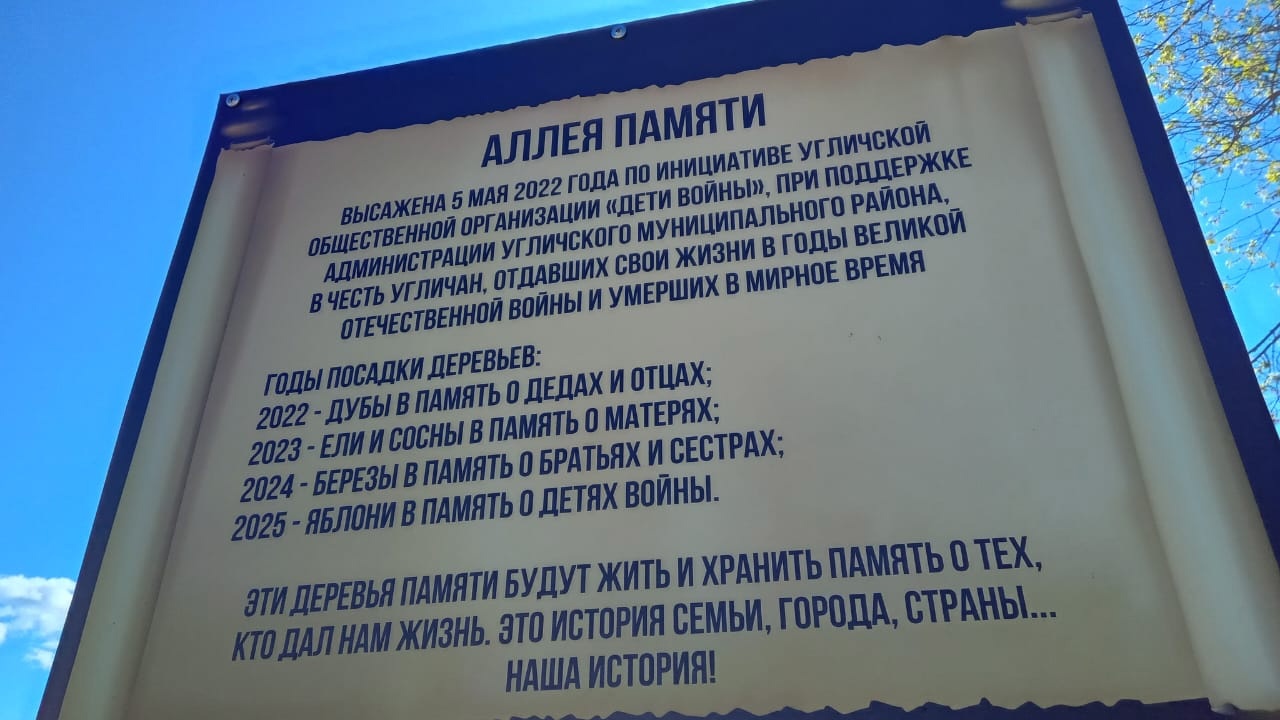 АЛЛЕЯ ПАМЯТИ
ВЫСАЖЕНА 5 МАЯ 2022 ГОДА ПО ИНИЦИАТИВЕ УГЛИЧСКОЙ
ОБЩЕСТВЕННОЙ ОРГАНИЗАЦИИ «ДЕТИ ВОЙНЫ», ПРИ ПОДДЕРЖКЕ
АДМИНИСТРАЦИИ УГЛИЧСКОГО МУНИЦИПАЛЬНОГО РАЙОНА,
В ЧЕСТЬ УГЛИЧАН, ОТДАВШИХ СВОИ ЖИЗНИ В ГОДЫ ВЕЛИКОЙ
ОТЕЧЕСТВЕННОЙ ВОЙНЫ И УМЕРШИХ В МИРНОЕ ВРЕМЯ
ГОДЫ ПОСАДКИ ДЕРЕВЬЕВ:
2022 - ДУБЫ В ПАМЯТЬ О ДЕДАХ И ОТЦАХ;
2023 - ЕЛИ И СОСНЫ В ПАМЯТЬ О МАТЕРЯХ;
2024 - БЕРЕЗЫ В ПАМЯТЬ О БРАТЬЯХ И СЕСТРАХ;
2025 - ЯБЛОНИ В ПАМЯТЬ О ДЕТЯХ ВОЙНЫ.
ЭТИ ДЕРЕВЬЯ ПАМЯТИ БУДУТ ЖИТЬ И ХРАНИТЬ ПАМЯТЬ О ТЕХ,
КТО ДАЛ НАМ ЖИЗНЬ. ЭТО ИСТОРИЯ СЕМЬИ, ГОРОДА, СТРАНЫ...
НАША ИСТОРИЯ!